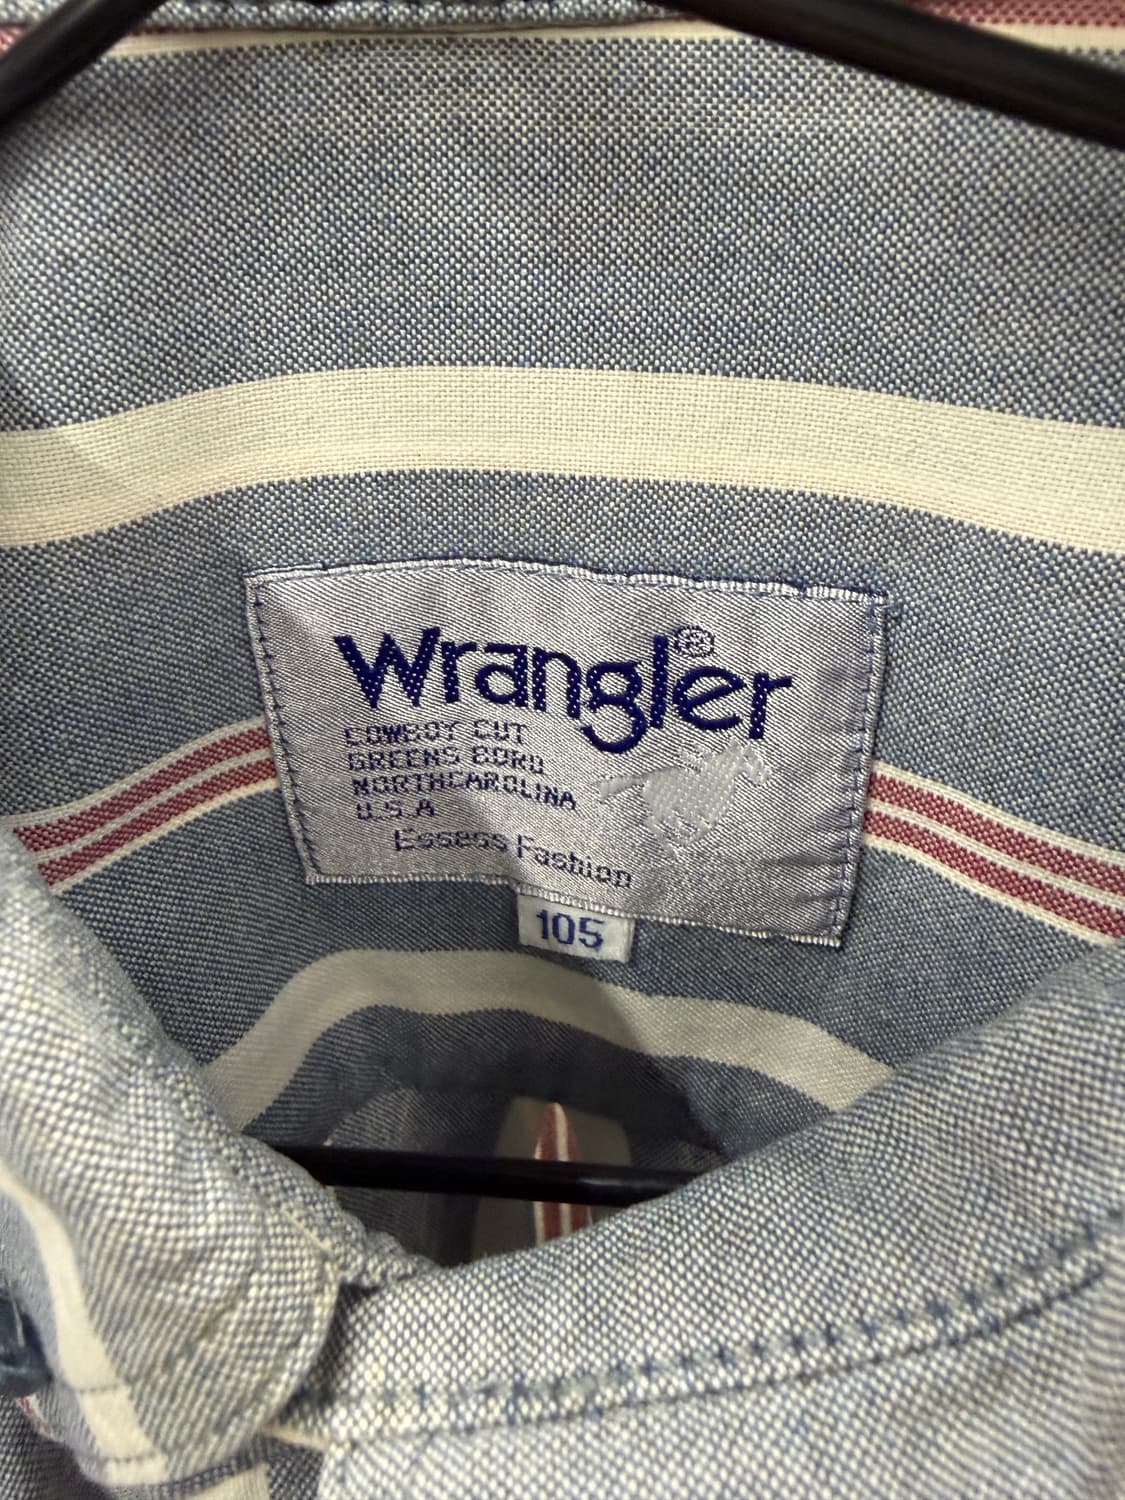 Wrangler®
COWBOY CUT
GREENS BORO
NORTHCAROLINA
U.S.A
Essess Fashion
105